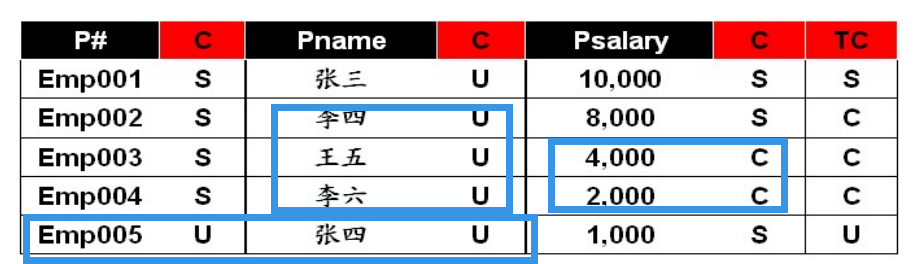 P# C Pname C Psalary C TC
Emp001 S 张三 U 10,000 S S
Emp002 S 李四 U 8,000 S C
Emp003 S 王五 U 4,000 C C
Emp004 S 李六 U 2,000 C C
Emp005 U 张四 U 1,000 S U